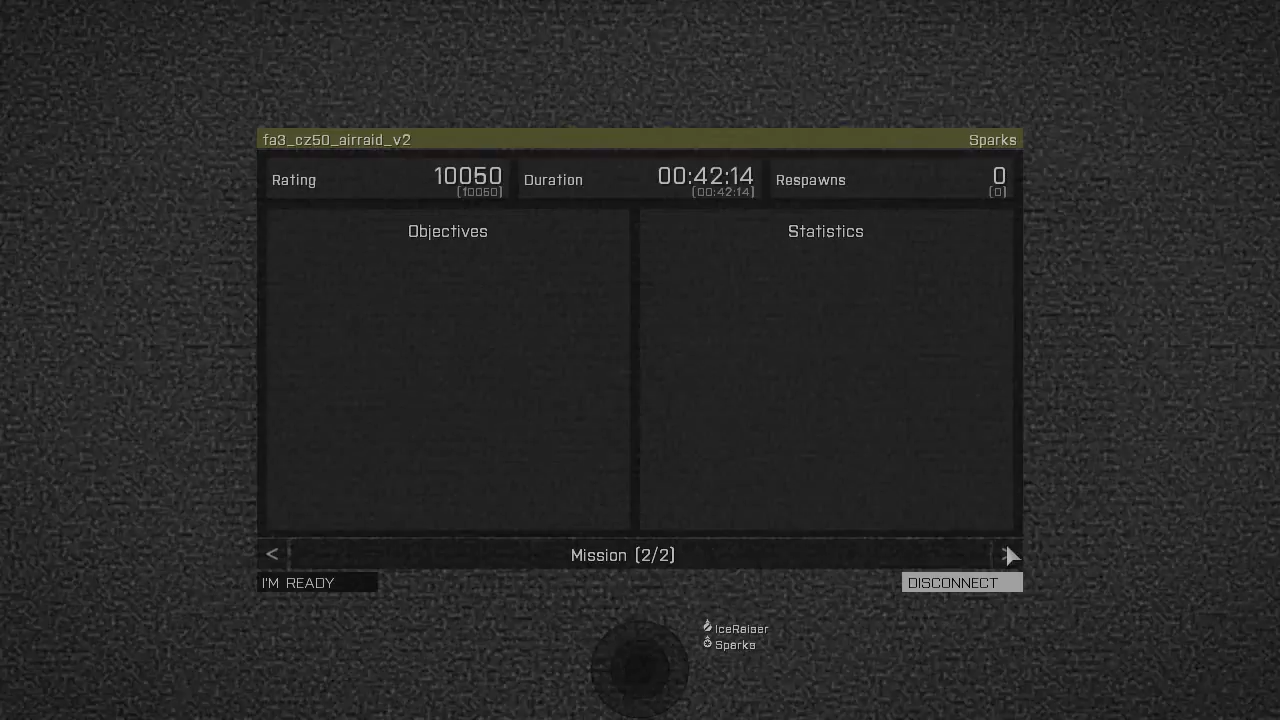 fa3_cz50_airraid_v2 Sparks
Rating 10050 Duration 00:42:14 Respawns 0
[10050] [00:42:14] [0]
Objectives Statistics
< Mission [2/2]
I'M READY DISCONNECT
IceRaiser
Sparks